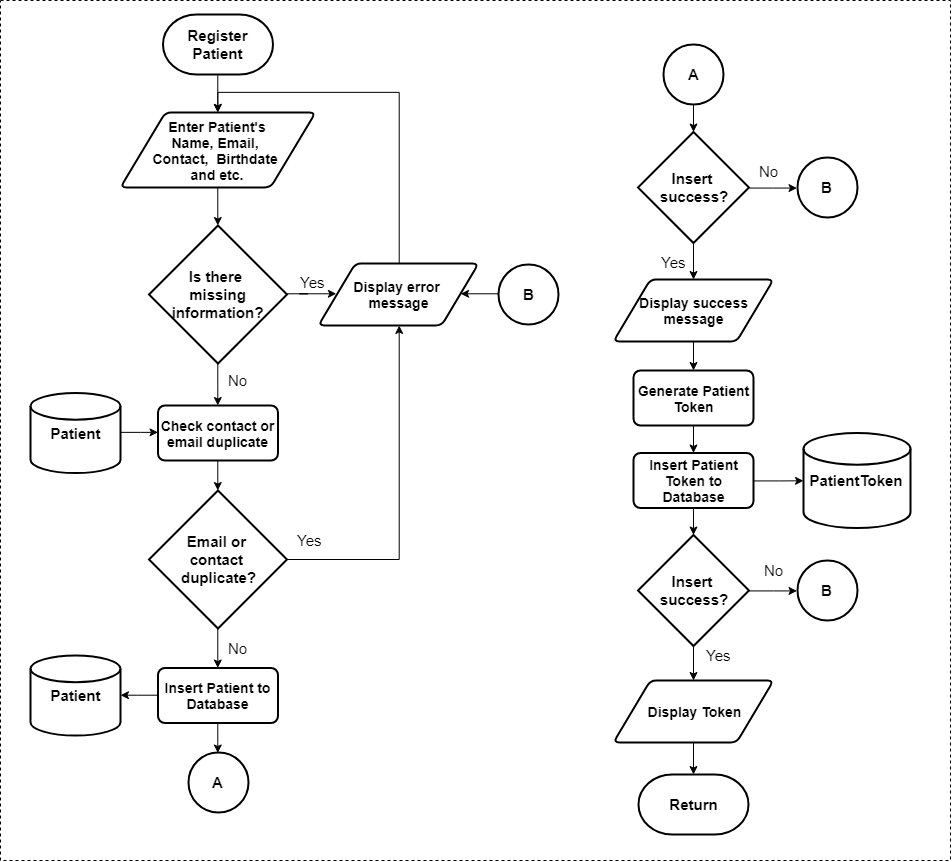 Register
Patient
Enter Patient's
Name, Email,
Contact, Birthdate
and etc.
Is there
missing
information?
Yes
Display error
message
B
No
Patient
Check contact or
email duplicate
Email or
contact
duplicate?
Yes
No
Patient
Insert Patient to
Database
A
A
Insert
success?
No
B
Yes
Display success
message
Generate Patient
Token
Insert Patient
Token to
Database
PatientToken
Insert
success?
No
B
Yes
Display Token
Return